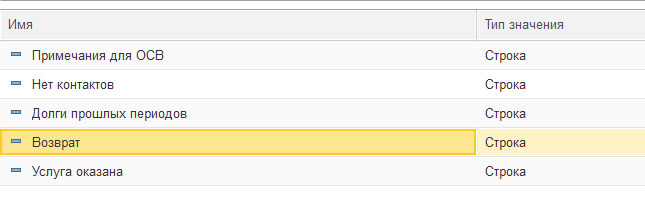 Имя Тип значения
Примечания для ОСВ Строка
Нет контактов Строка
Долги прошлых периодов Строка
Возврат Строка
Услуга оказана Строка